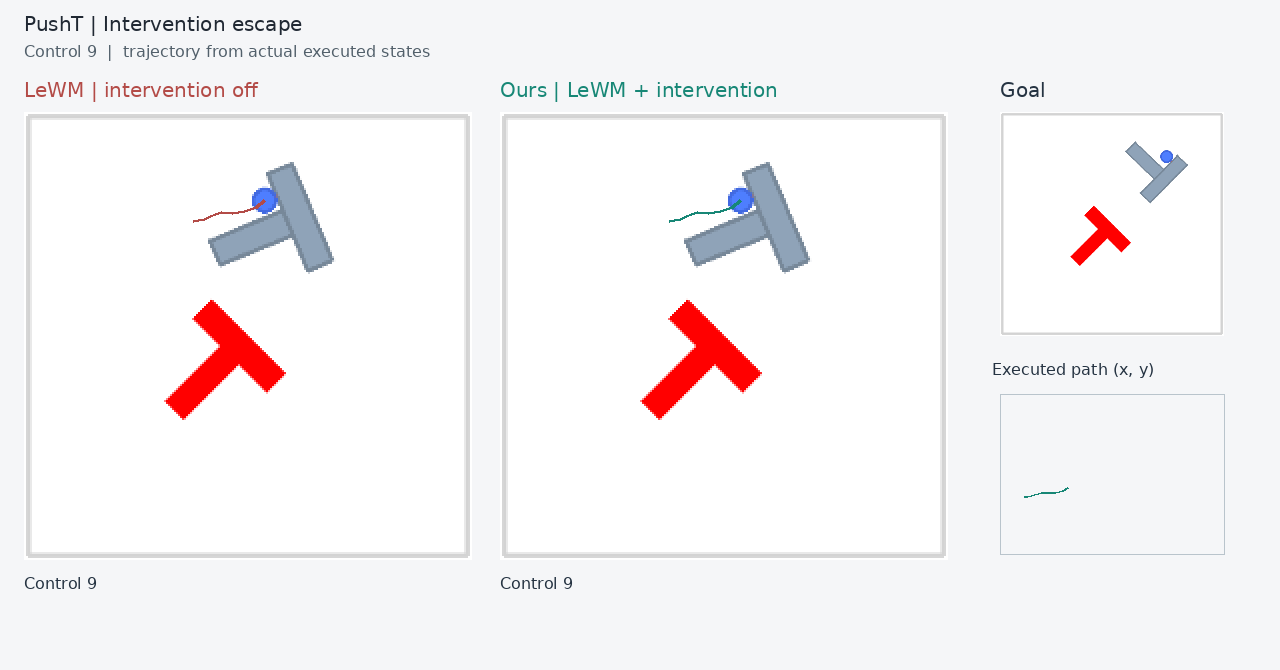 PushT | Intervention escape
Control 9 | trajectory from actual executed states
LeWM | intervention off
Ours | LeWM + intervention
Goal
Executed path (x, y)
Control 9
Control 9